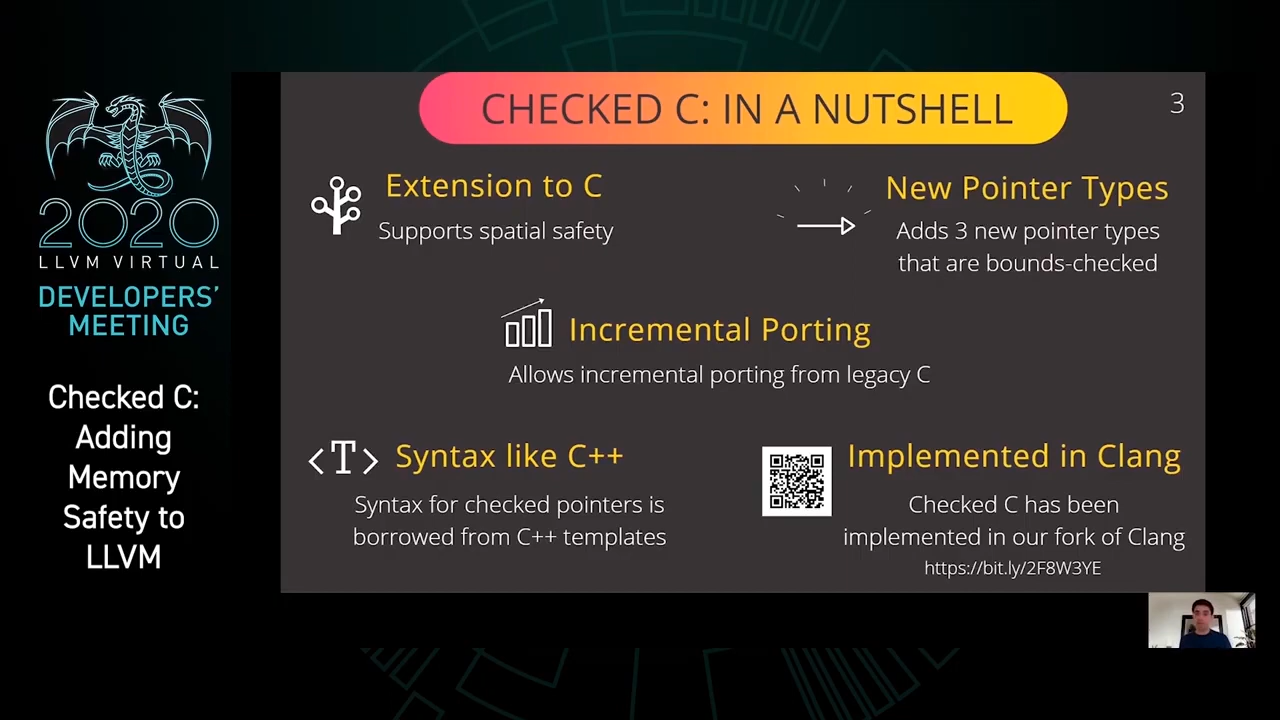 2020
LLVM VIRTUAL
DEVELOPERS'
MEETING
Checked C:
Adding
Memory
Safety to
LLVM
CHECKED C: IN A NUTSHELL
3
Extension to C
Supports spatial safety
New Pointer Types
Adds 3 new pointer types
that are bounds-checked
Incremental Porting
Allows incremental porting from legacy C
<T>
Syntax like C++
Syntax for checked pointers is
borrowed from C++ templates
Implemented in Clang
Checked C has been
implemented in our fork of Clang
https://bit.ly/2F8W3YE